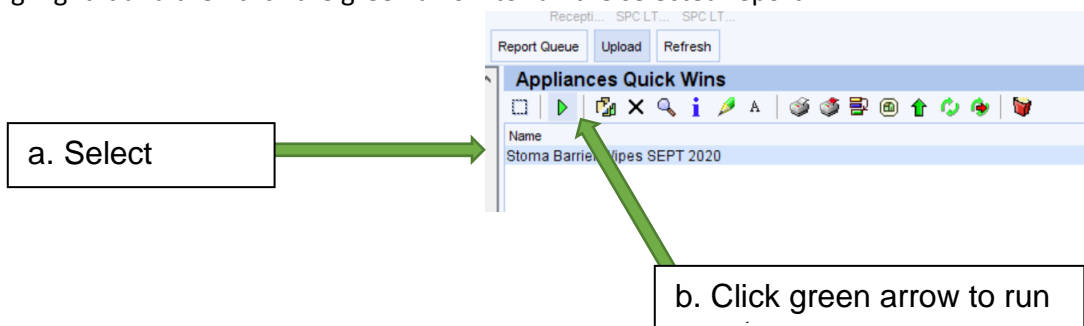 Recepti... SPC LT... SPC LT...
Report Queue Upload Refresh
Appliances Quick Wins
A
Name
Stoma Barrier Wipes SEPT 2020
a. Select
b. Click green arrow to run